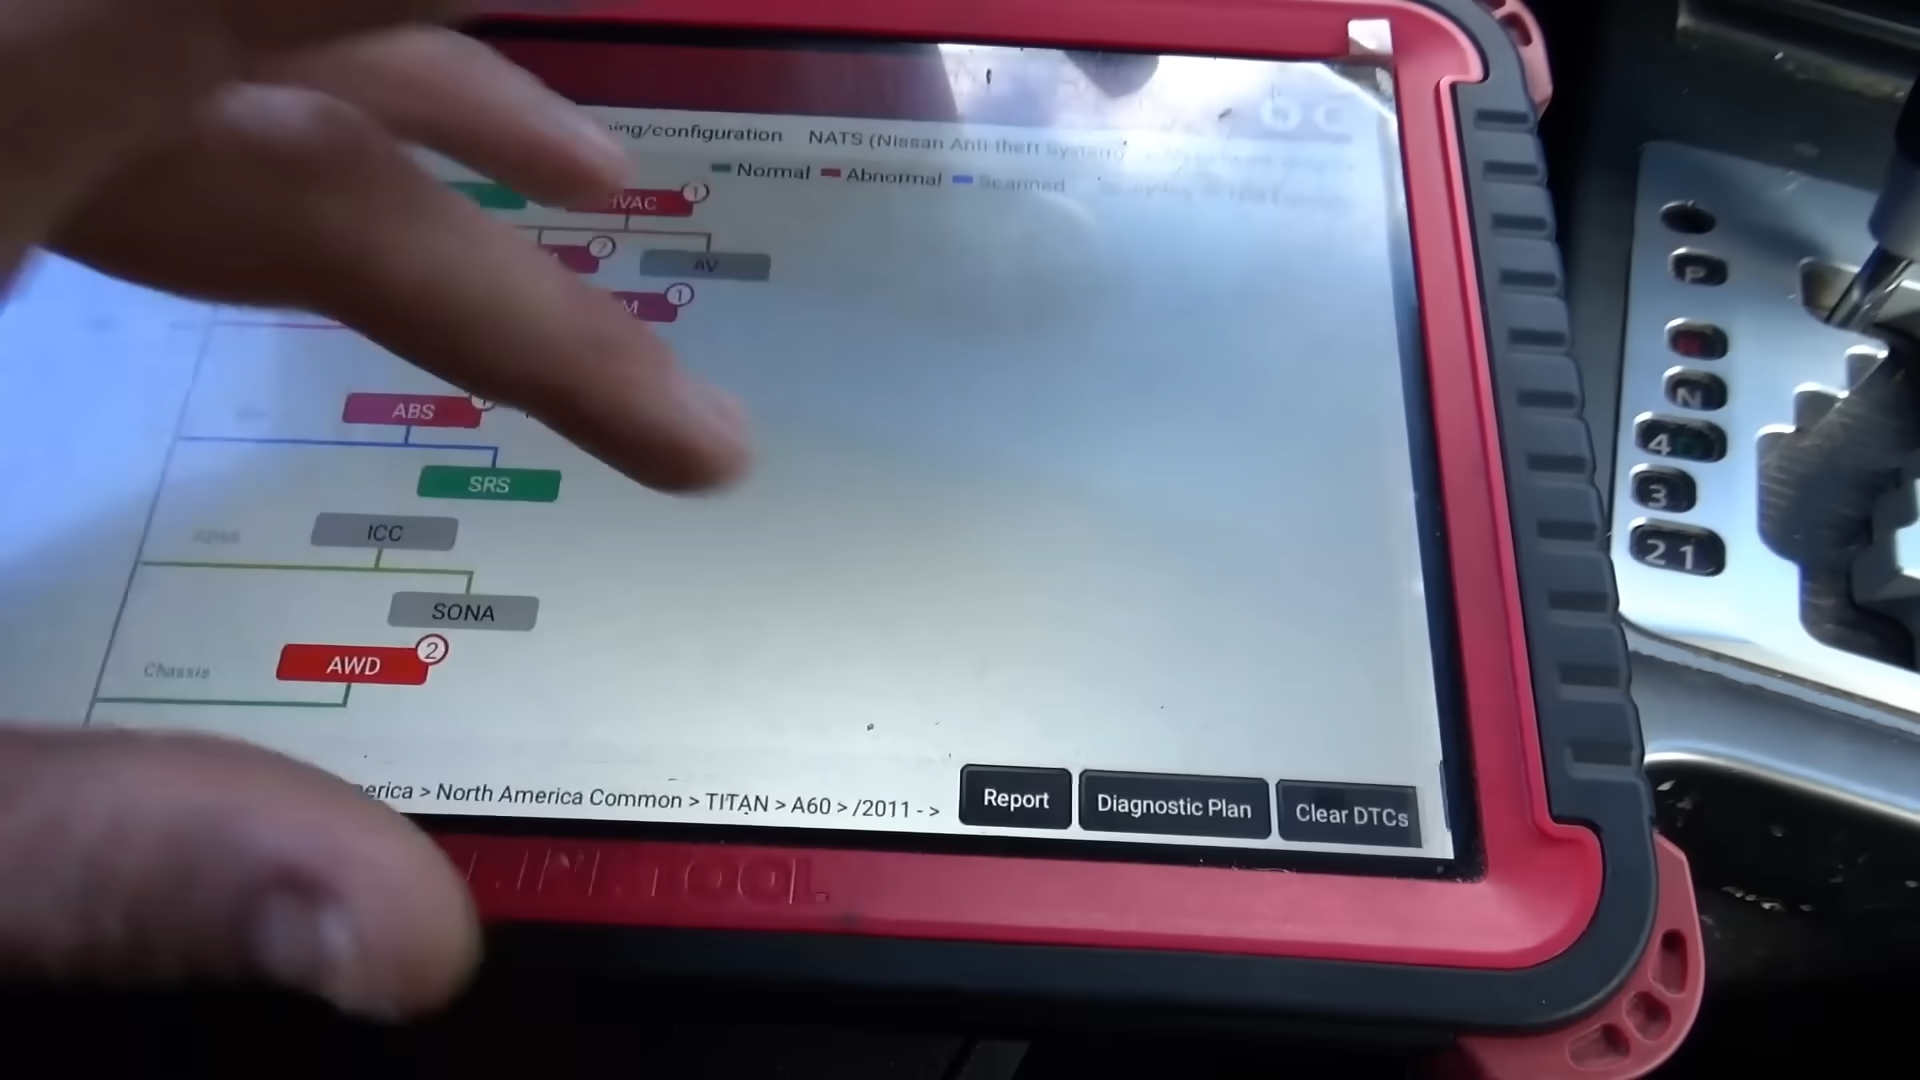 ing/configuration NATS (Nissan Anti-theft System)
Normal Abnormal Scanned
HVAC 1
7 AV
M 1
ABS
SRS
ICC
SONA
AWD 2
Chassis
erica > North America Common > TITAN > A60 > /2011 - >
Report Diagnostic Plan Clear DTCs
P
R
N
4
3
2 1